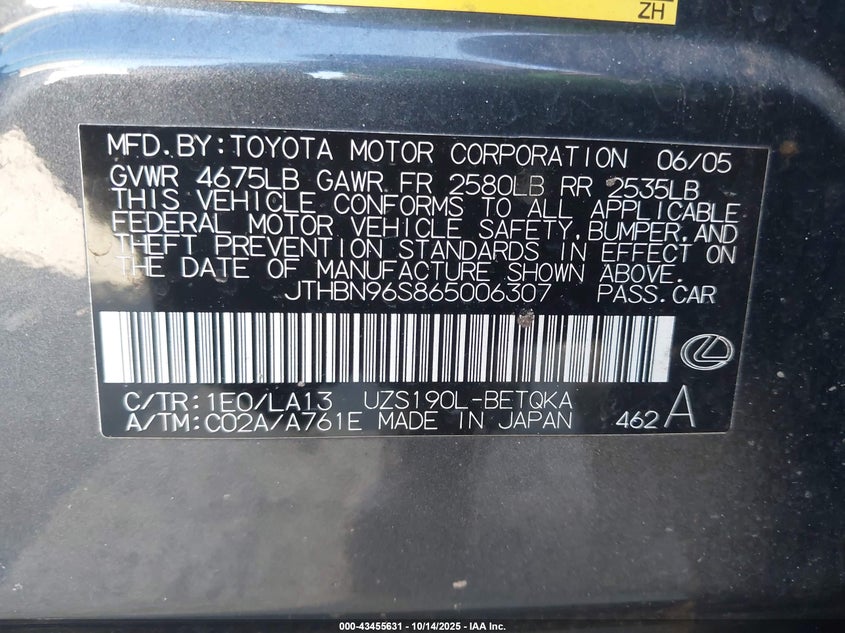 ZH
MFD.BY:TOYOTA MOTOR CORPORATION 06/05
GVWR 4675LB GAWR FR 2580LB RR 2535LB
THIS VEHICLE CONFORMS TO ALL APPLICABLE
FEDERAL MOTOR VEHICLE SAFETY,BUMPER,AND
THEFT PREVENTION STANDARDS IN EFFECT ON
THE DATE OF MANUFACTURE SHOWN ABOVE.
JTHBN96S865006307 PASS.CAR
C/TR:1E0/LA13 UZS190L-BETQKA
A/TM:C02A/A761E MADE IN JAPAN 462 A
000-43455631 - 10/14/2025 - IAA Inc.